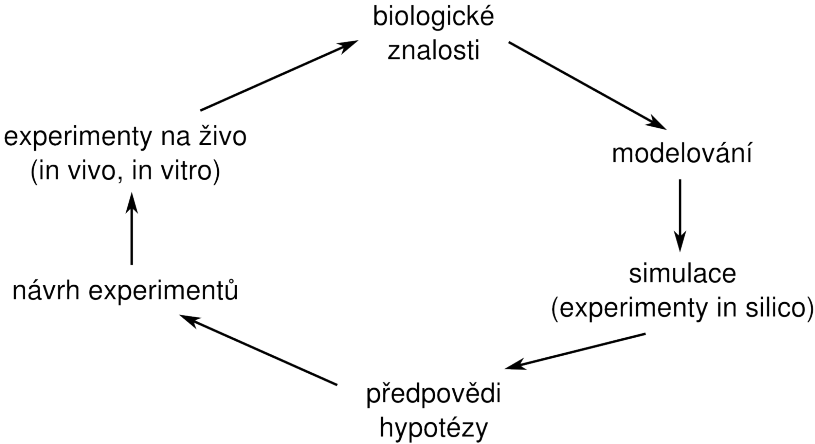 biologické
znalosti
experimenty na živo
(in vivo, in vitro)
modelování
simulace
(experimenty in silico)
návrh experimentů
předpovědi
hypotézy